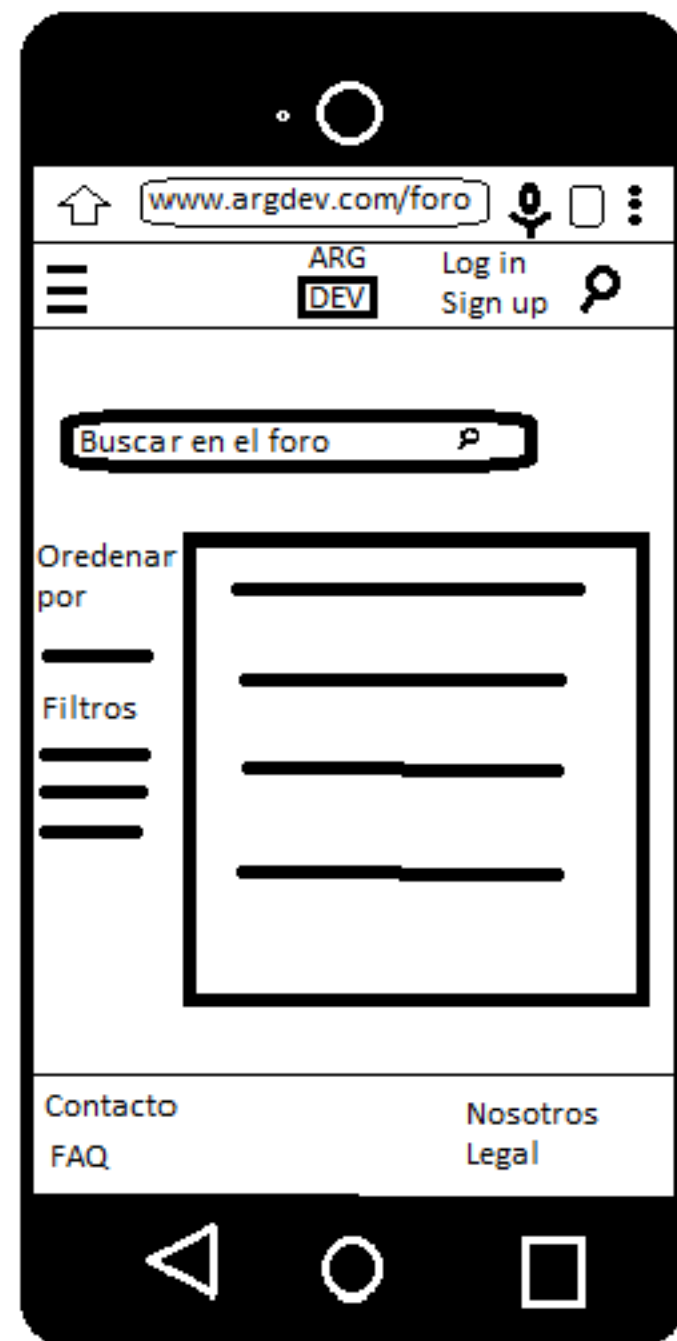 www.argdev.com/foro
ARG
DEV
Log in
Sign up
Buscar en el foro
Oredenar
por
Filtros
Contacto
FAQ
Nosotros
Legal